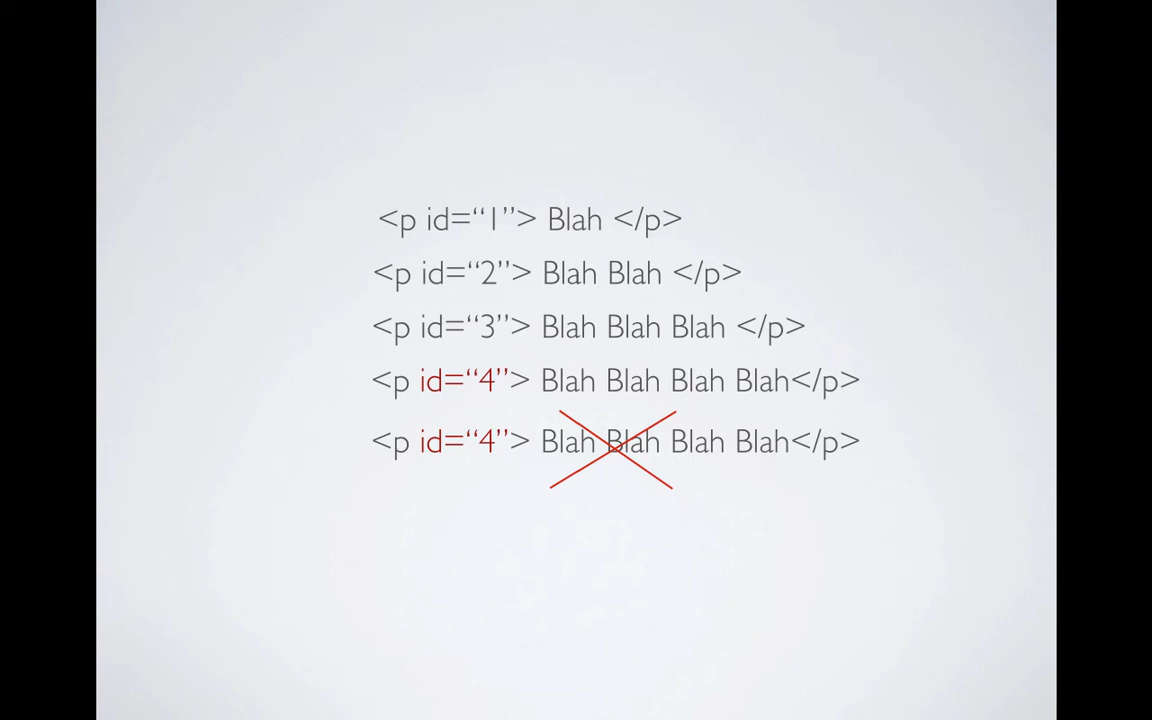 <p id=“1”> Blah </p>
<p id=“2”> Blah Blah </p>
<p id=“3”> Blah Blah Blah </p>
<p id=“4”> Blah Blah Blah Blah</p>
<p id=“4”> Blah Blah Blah Blah</p>